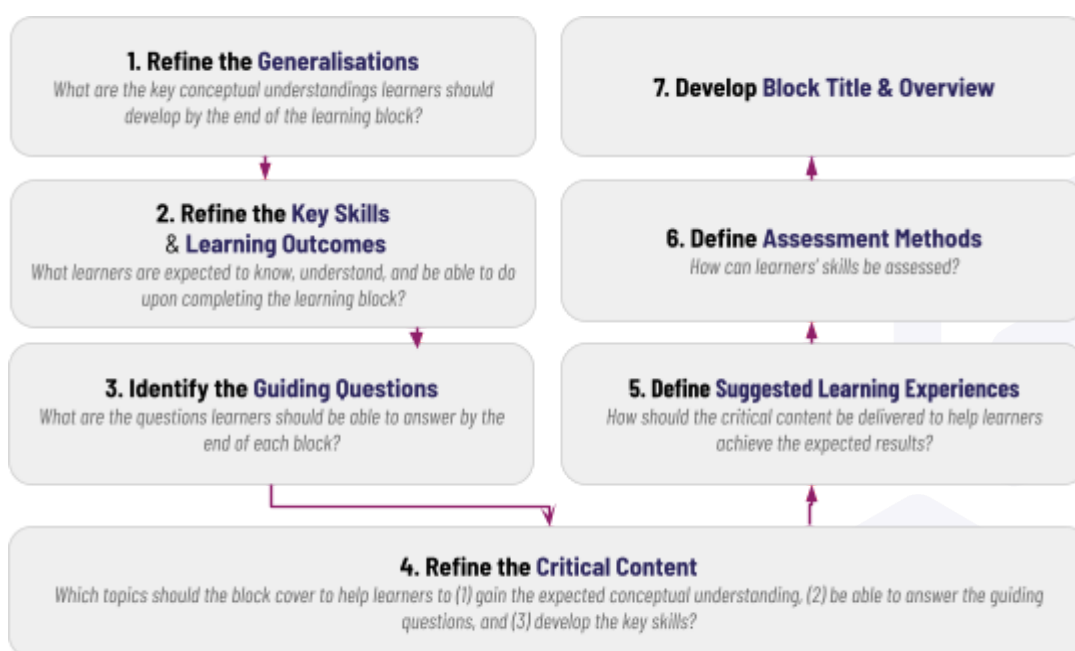 1. Refine the Generalisations
What are the key conceptual understandings learners should
develop by the end of the learning block?
2. Refine the Key Skills
& Learning Outcomes
What learners are expected to know, understand, and be able to do
upon completing the learning block?
3. Identify the Guiding Questions
What are the questions learners should be able to answer by the
end of each block?
4. Refine the Critical Content
Which topics should the block cover to help learners to (1) gain the expected conceptual understanding, (2) be able to answer the guiding
questions, and (3) develop the key skills?
5. Define Suggested Learning Experiences
How should the critical content be delivered to help learners
achieve the expected results?
6. Define Assessment Methods
How can learners' skills be assessed?
7. Develop Block Title & Overview